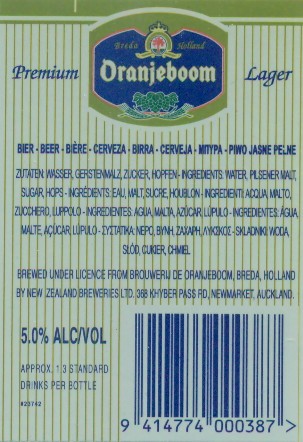 Breda Holland
Premium Oranjeboom Lager
BIER - BEER - BIÈRE - CERVEZA - BIRRA - CERVEJA - ΜΠΥΡΑ - PIWO JASNE PEŁNE
ZUTATEN: WASSER, GERSTENMALZ, ZUCKER, HOPFEN - INGREDIENTS: WATER, PILSENER MALT,
SUGAR, HOPS - INGRÉDIENTS: EAU, MALT, SUCRE, HOUBLON - INGREDIENTI: ACQUA, MALTO,
ZUCCHERO, LUPPOLO - INGREDIENTES: AGUA, MALTA, AZÚCAR, LÚPULO - INGREDIENTES: ÁGUA,
MALTE, AÇÚCAR, LÚPULO - ΣΥΣΤΑΤΙΚΑ: ΝΕΡΟ, ΒΥΝΗ, ΖΑΧΑΡΗ, ΛΥΚΙΣΚΟΣ - SKŁADNIKI: WODA,
SŁÓD, CUKIER, CHMIEL
BREWED UNDER LICENCE FROM BROUWERIJ DE ORANJEBOOM, BREDA, HOLLAND
BY NEW ZEALAND BREWERIES LTD. 368 KHYBER PASS RD, NEWMARKET, AUCKLAND.
5.0% ALC/VOL
APPROX. 1.3 STANDARD
DRINKS PER BOTTLE
#23742
9 414774 000387 >